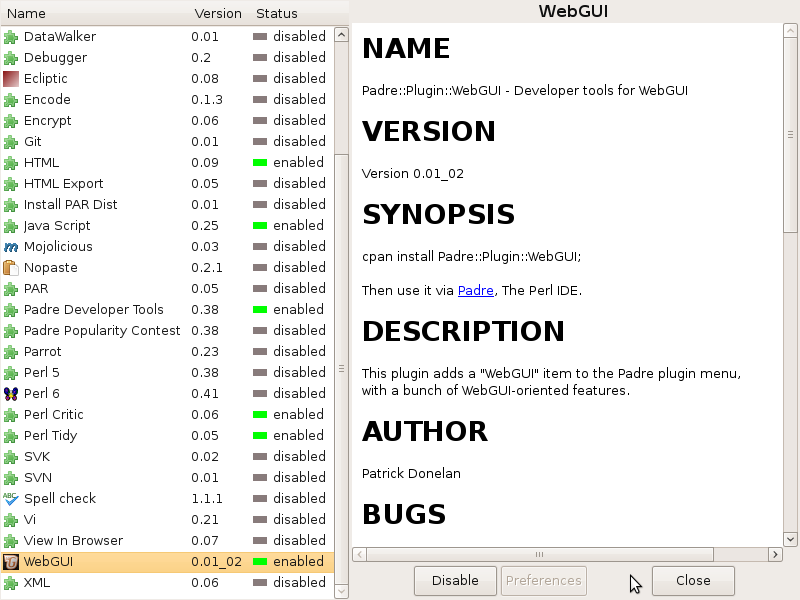 Name Version Status
DataWalker 0.01 disabled
Debugger 0.2 disabled
Ecliptic 0.08 disabled
Encode 0.1.3 disabled
Encrypt 0.06 disabled
Git 0.01 disabled
HTML 0.09 enabled
HTML Export 0.05 disabled
Install PAR Dist 0.01 disabled
Java Script 0.25 enabled
Mojolicious 0.03 disabled
Nopaste 0.2.1 disabled
PAR 0.05 disabled
Padre Developer Tools 0.38 enabled
Padre Popularity Contest 0.38 disabled
Parrot 0.23 disabled
Perl 5 0.38 disabled
Perl 6 0.41 disabled
Perl Critic 0.06 enabled
Perl Tidy 0.05 enabled
SVK 0.02 disabled
SVN 0.01 disabled
ABC Spell check 1.1.1 disabled
Vi 0.21 disabled
View In Browser 0.07 disabled
WebGUI 0.01_02 enabled
XML 0.06 disabled
WebGUI
NAME
Padre::Plugin::WebGUI - Developer tools for WebGUI
VERSION
Version 0.01_02
SYNOPSIS
cpan install Padre::Plugin::WebGUI;
Then use it via Padre, The Perl IDE.
DESCRIPTION
This plugin adds a "WebGUI" item to the Padre plugin menu,
with a bunch of WebGUI-oriented features.
AUTHOR
Patrick Donelan
BUGS
Disable Preferences Close